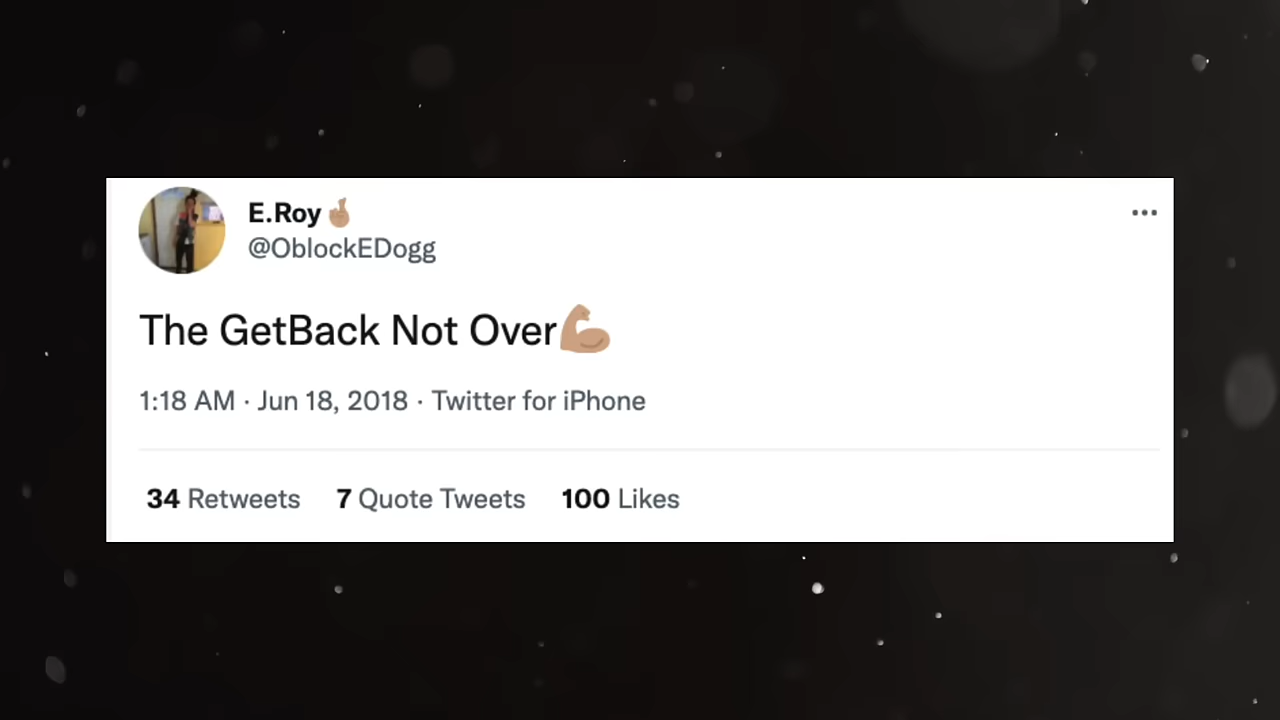 E.Roy🤞🏼
@OblockEDogg
The GetBack Not Over💪🏼
1:18 AM · Jun 18, 2018 · Twitter for iPhone
34 Retweets 7 Quote Tweets 100 Likes